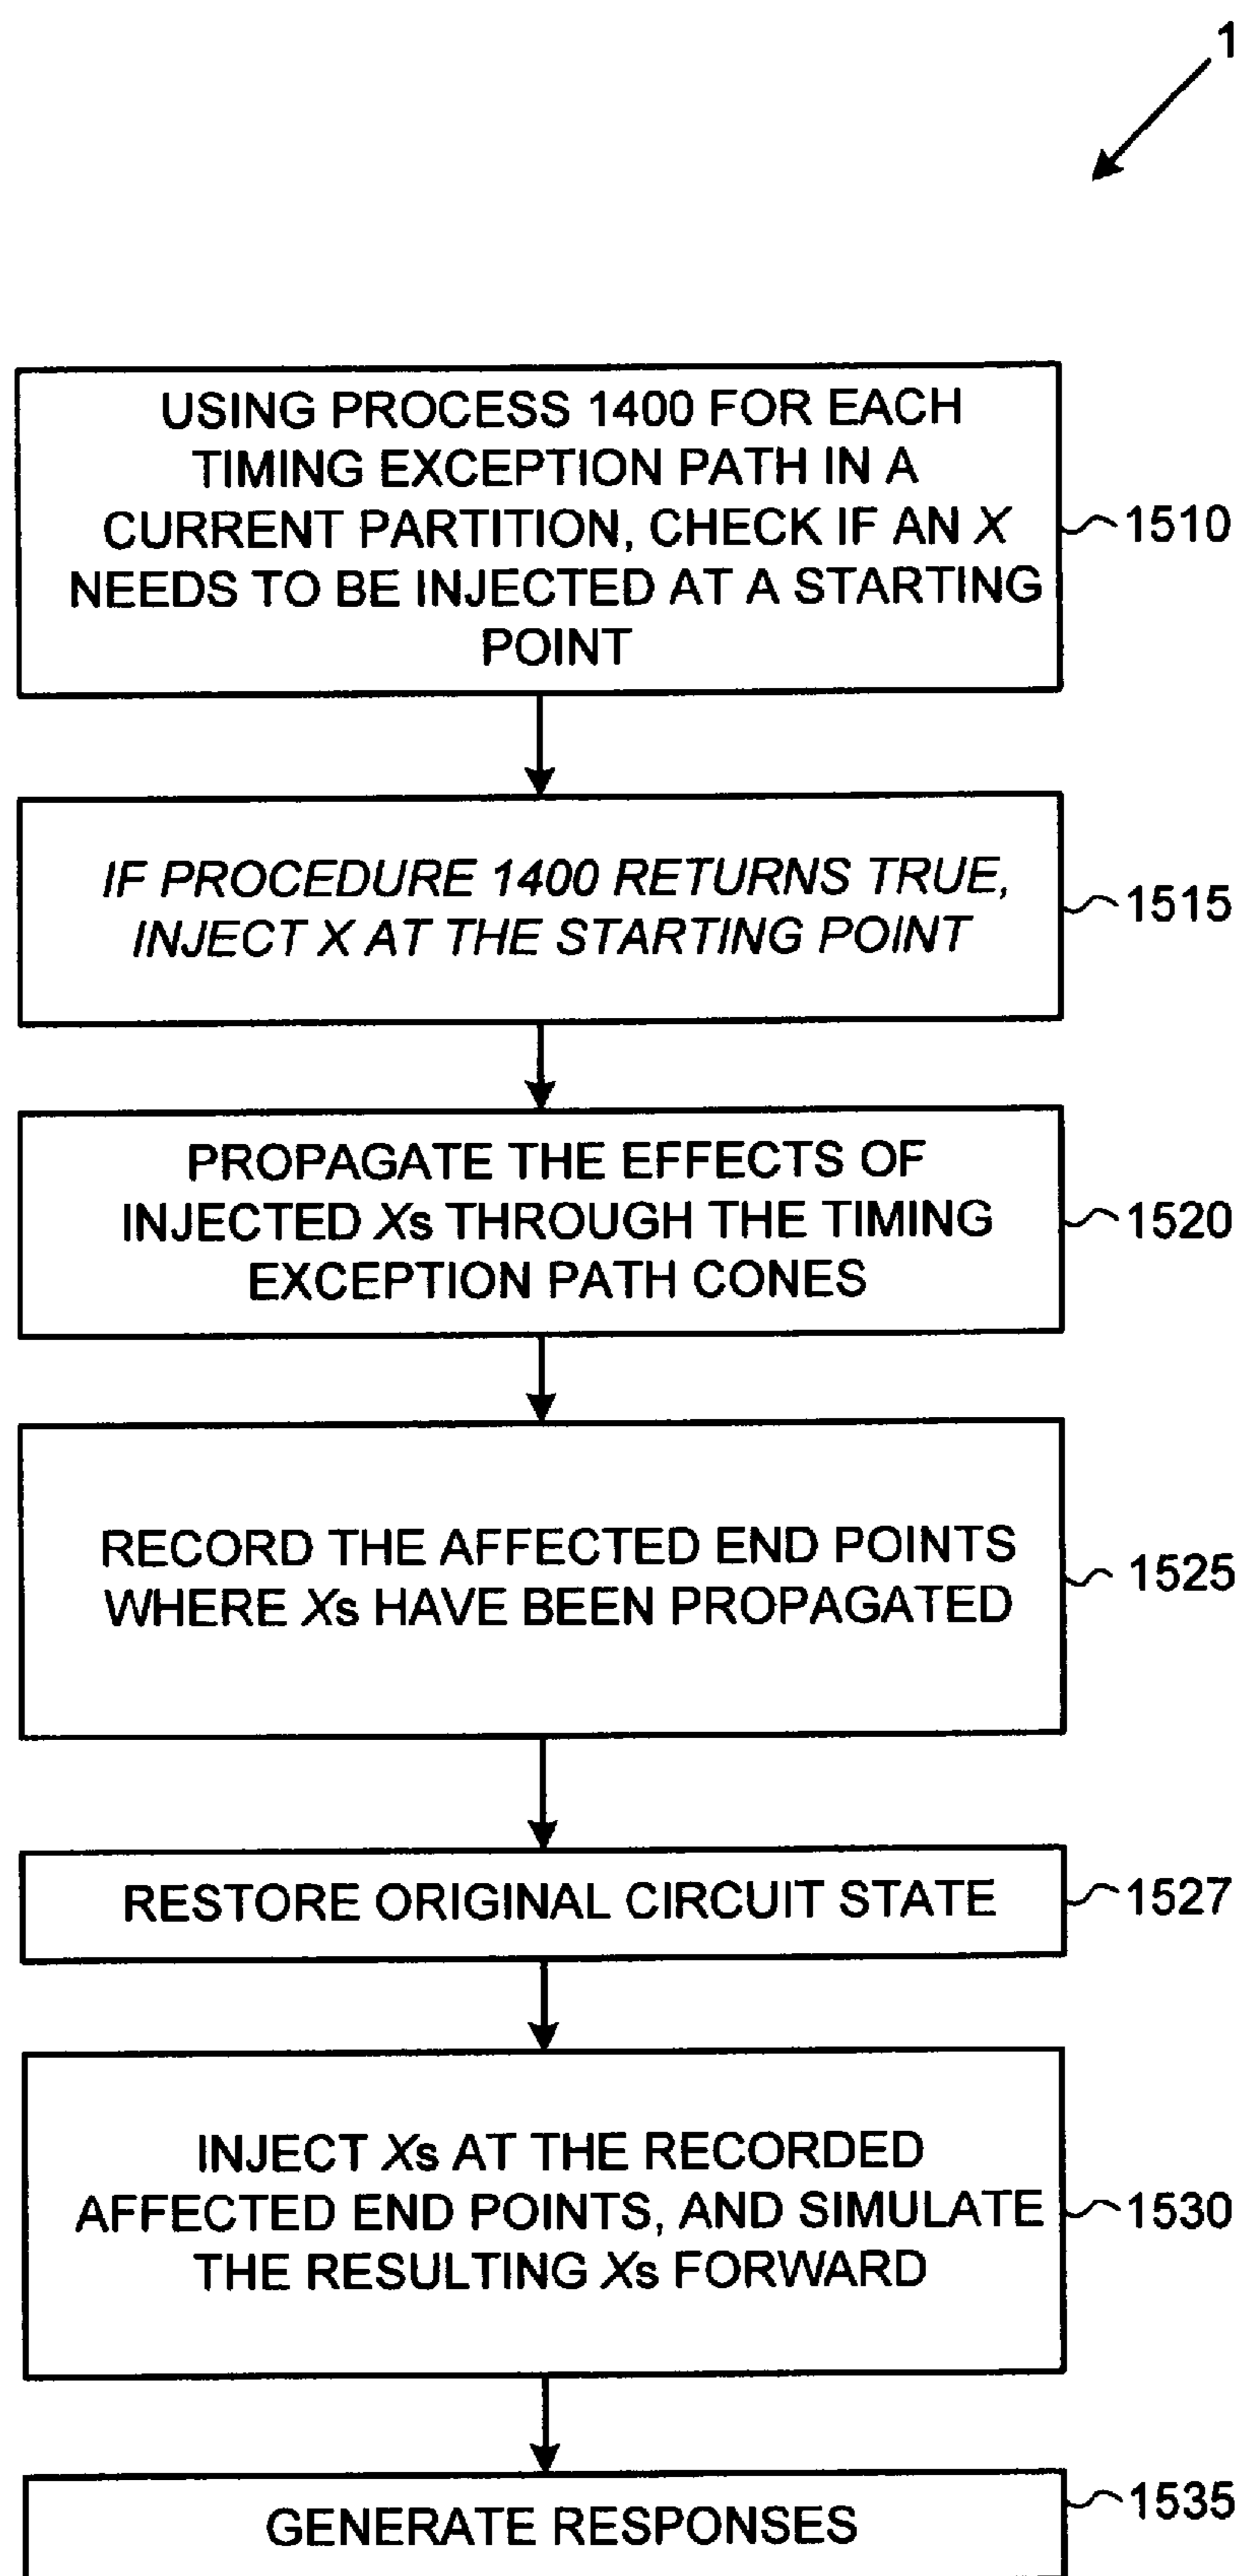 1
USING PROCESS 1400 FOR EACH
TIMING EXCEPTION PATH IN A
CURRENT PARTITION, CHECK IF AN X
NEEDS TO BE INJECTED AT A STARTING
POINT
1510
IF PROCEDURE 1400 RETURNS TRUE,
INJECT X AT THE STARTING POINT
1515
PROPAGATE THE EFFECTS OF
INJECTED Xs THROUGH THE TIMING
EXCEPTION PATH CONES
1520
RECORD THE AFFECTED END POINTS
WHERE Xs HAVE BEEN PROPAGATED
1525
RESTORE ORIGINAL CIRCUIT STATE
1527
INJECT Xs AT THE RECORDED
AFFECTED END POINTS, AND SIMULATE
THE RESULTING Xs FORWARD
1530
GENERATE RESPONSES
1535